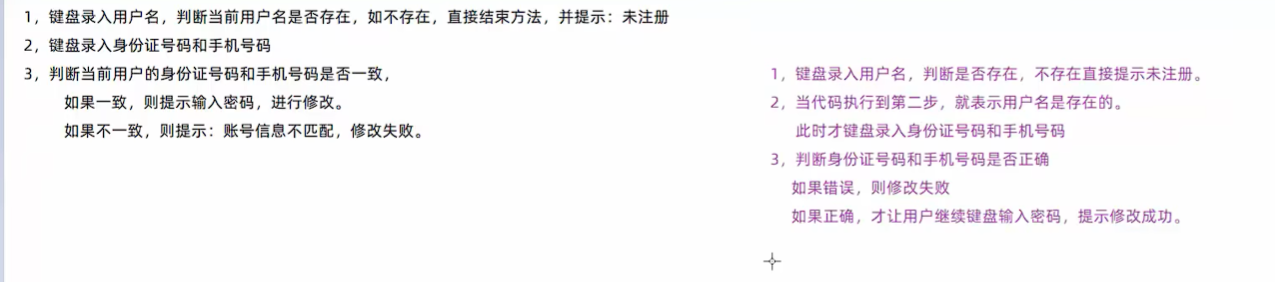 1，键盘录入用户名，判断当前用户名是否存在，如不存在，直接结束方法，并提示：未注册
2，键盘录入身份证号码和手机号码
3，判断当前用户的身份证号码和手机号码是否一致，
如果一致，则提示输入密码，进行修改。
如果不一致，则提示：账号信息不匹配，修改失败。
1，键盘录入用户名，判断是否存在，不存在直接提示未注册。
2，当代码执行到第二步，就表示用户名是存在的。
此时才键盘录入身份证号码和手机号码
3，判断身份证号码和手机号码是否正确
如果错误，则修改失败
如果正确，才让用户继续键盘输入密码，提示修改成功。